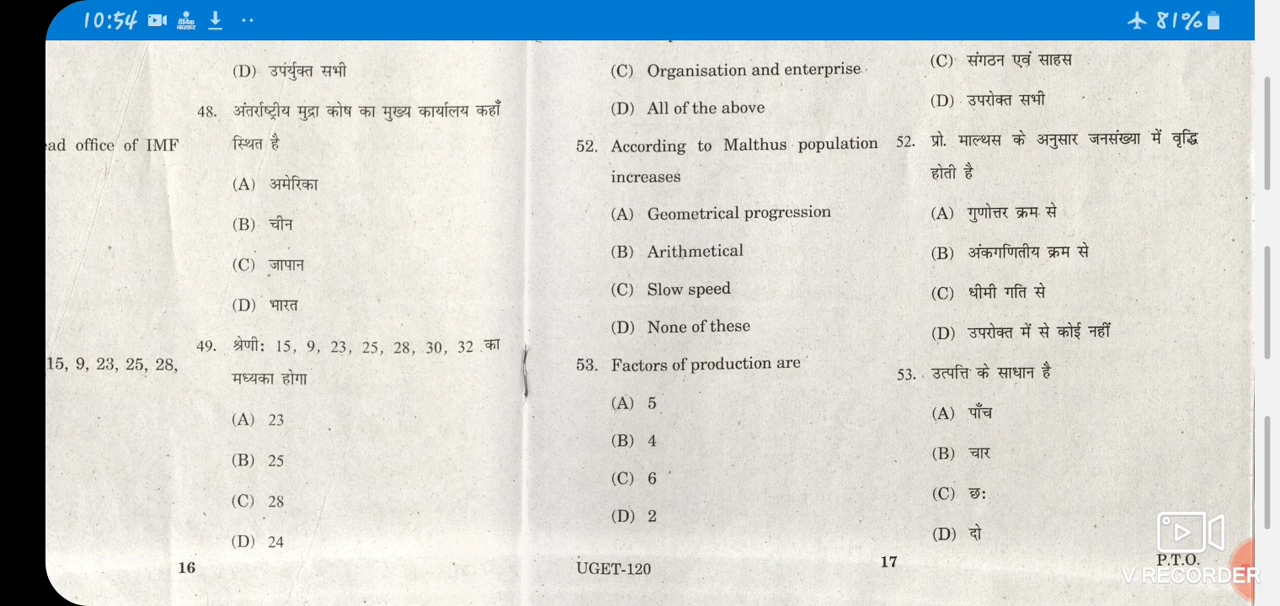 10:54
81%
(D) उपर्युक्त सभी
48. अंतर्राष्ट्रीय मुद्रा कोष का मुख्य कार्यालय कहाँ
स्थित है
(A) अमेरिका
(B) चीन
(C) जापान
(D) भारत
49. श्रेणी: 15, 9, 23, 25, 28, 30, 32 का
मध्यका होगा
(A) 23
(B) 25
(C) 28
(D) 24
16
office of IMF
15, 9, 23, 25, 28,
(C) Organisation and enterprise
(D) All of the above
52. According to Malthus population
increases
(A) Geometrical progression
(B) Arithmetical
(C) Slow speed
(D) None of these
53. Factors of production are
(A) 5
(B) 4
(C) 6
(D) 2
UGET-120
(C) संगठन एवं साहस
(D) उपरोक्त सभी
52. प्रो. माल्थस के अनुसार जनसंख्या में वृद्धि
होती है
(A) गुणोत्तर क्रम से
(B) अंकगणितीय क्रम से
(C) धीमी गति से
(D) उपरोक्त में से कोई नहीं
53. उत्पत्ति के साधान है
(A) पाँच
(B) चार
(C) छ:
(D) दो
17
P.T.O.
V RECORDER